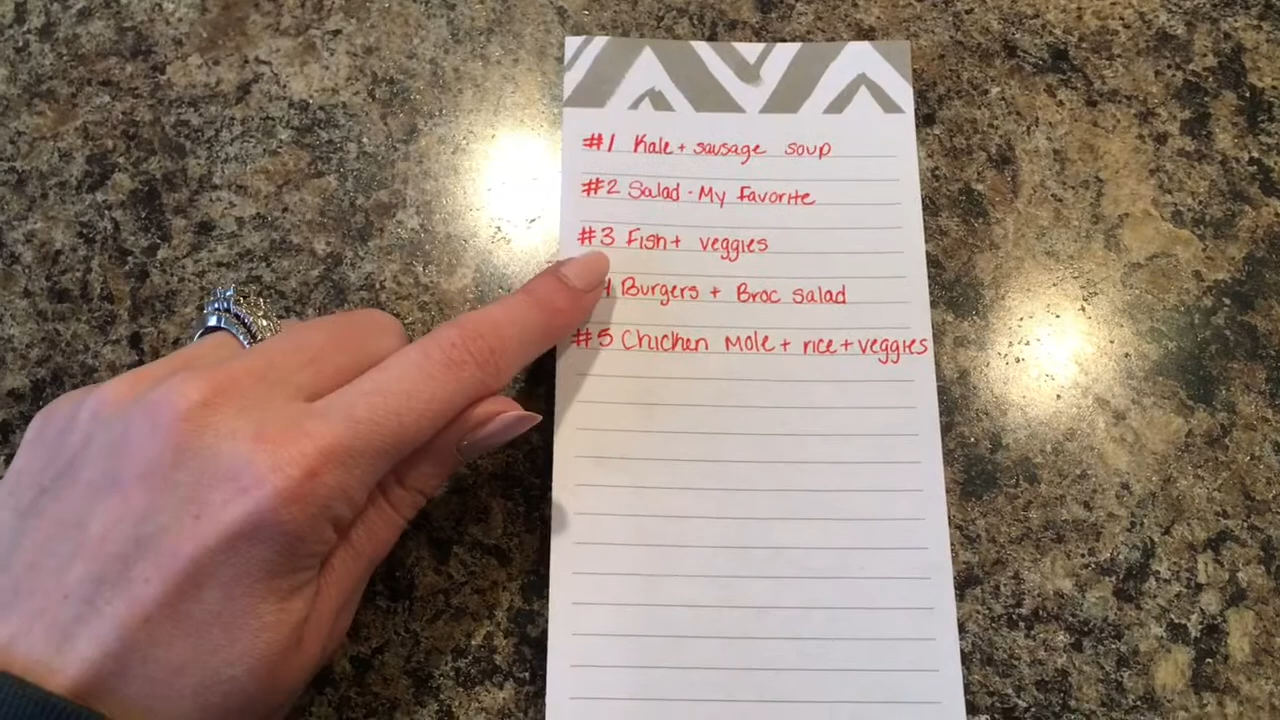 #1 Kale + sausage soup
#2 Salad - My Favorite
#3 Fish + veggies
4 Burgers + Broc salad
#5 Chicken Mole + rice + veggies